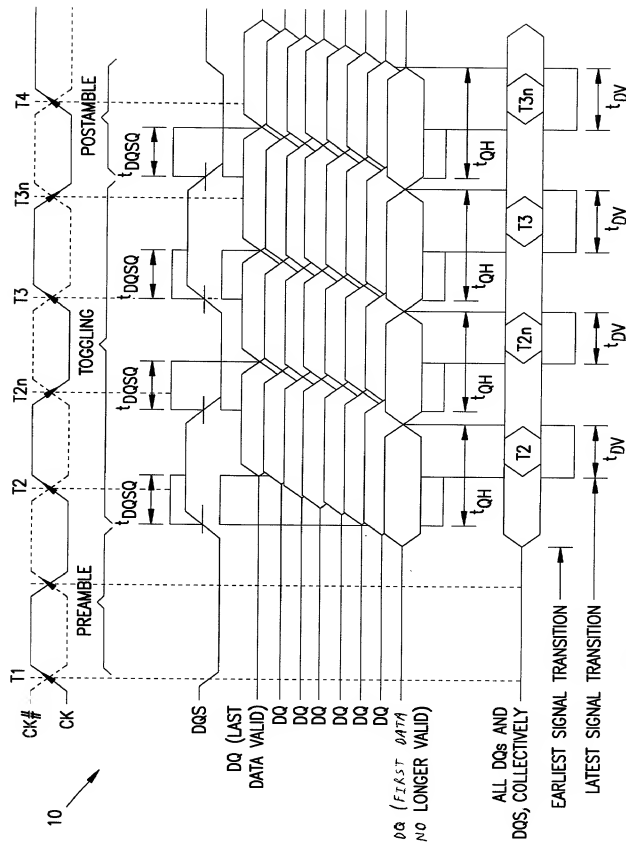 10
CK#
CK
T1
T2
T2n
T3
T3n
T4
PREAMBLE
TOGGLING
POSTAMBLE
tDQSQ
tDQSQ
tDQSQ
tDQSQ
DQS
DQ (LAST
DATA VALID)
DQ
DQ
DQ
DQ
DQ
DQ
DQ (FIRST DATA
NO LONGER VALID)
tQH
tQH
tQH
tQH
ALL DQs AND
DQS, COLLECTIVELY
T2
T2n
T3
T3n
EARLIEST SIGNAL TRANSITION
LATEST SIGNAL TRANSITION
tDV
tDV
tDV
tDV